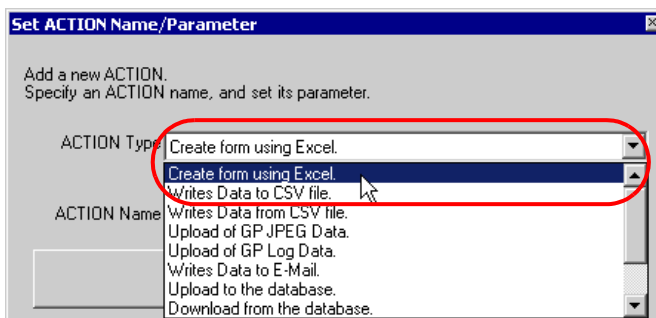 Set ACTION Name/Parameter
Add a new ACTION.
Specify an ACTION name, and set its parameter.
ACTION Type
Create form using Excel.
Create form using Excel.
Writes Data to CSV file.
ACTION Name
Writes Data from CSV file.
Upload of GP JPEG Data.
Upload of GP Log Data.
Writes Data to E-Mail.
Upload to the database.
Download from the database.